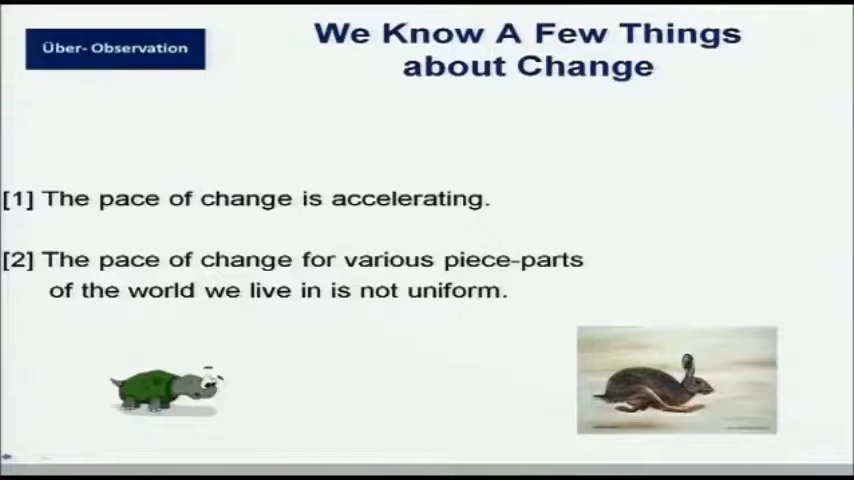 Über- Observation
We Know A Few Things
about Change
[1] The pace of change is accelerating.
[2] The pace of change for various piece-parts
of the world we live in is not uniform.